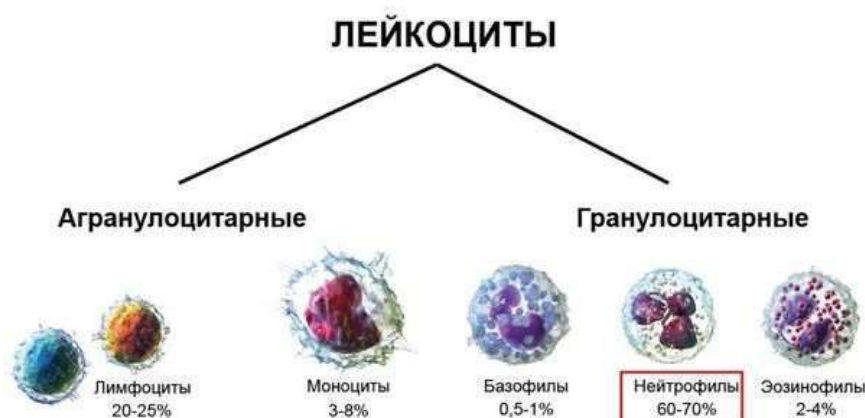 ЛЕЙКОЦИТЫ
Агранулоцитарные
Гранулоцитарные
Лимфоциты
20-25%
Моноциты
3-8%
Базофилы
0,5-1%
Нейтрофилы
60-70%
Эозинофилы
2-4%